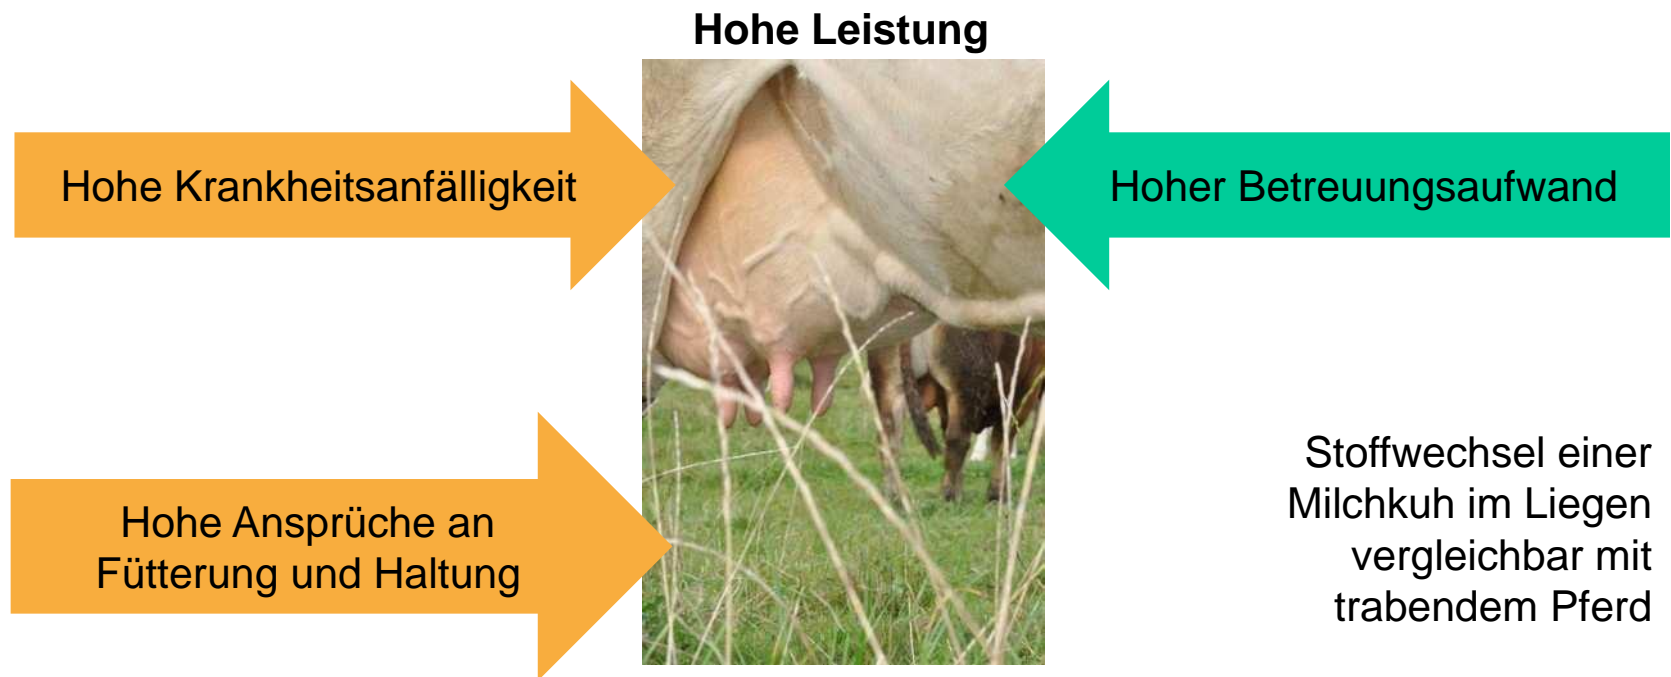 Hohe Leistung
Hohe Krankheitsanfälligkeit
Hoher Betreuungsaufwand
Hohe Ansprüche an
Fütterung und Haltung
Stoffwechsel einer
Milchkuh im Liegen
vergleichbar mit
trabendem Pferd